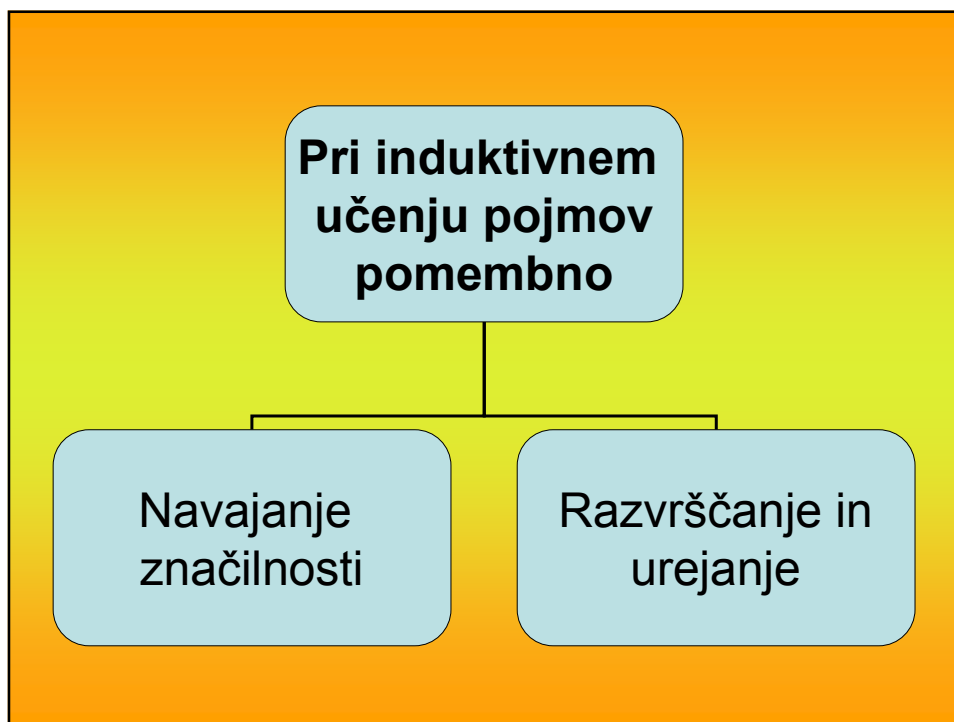 Pri induktivnem
učenju pojmov
pomembno
Navajanje
značilnosti
Razvrščanje in
urejanje